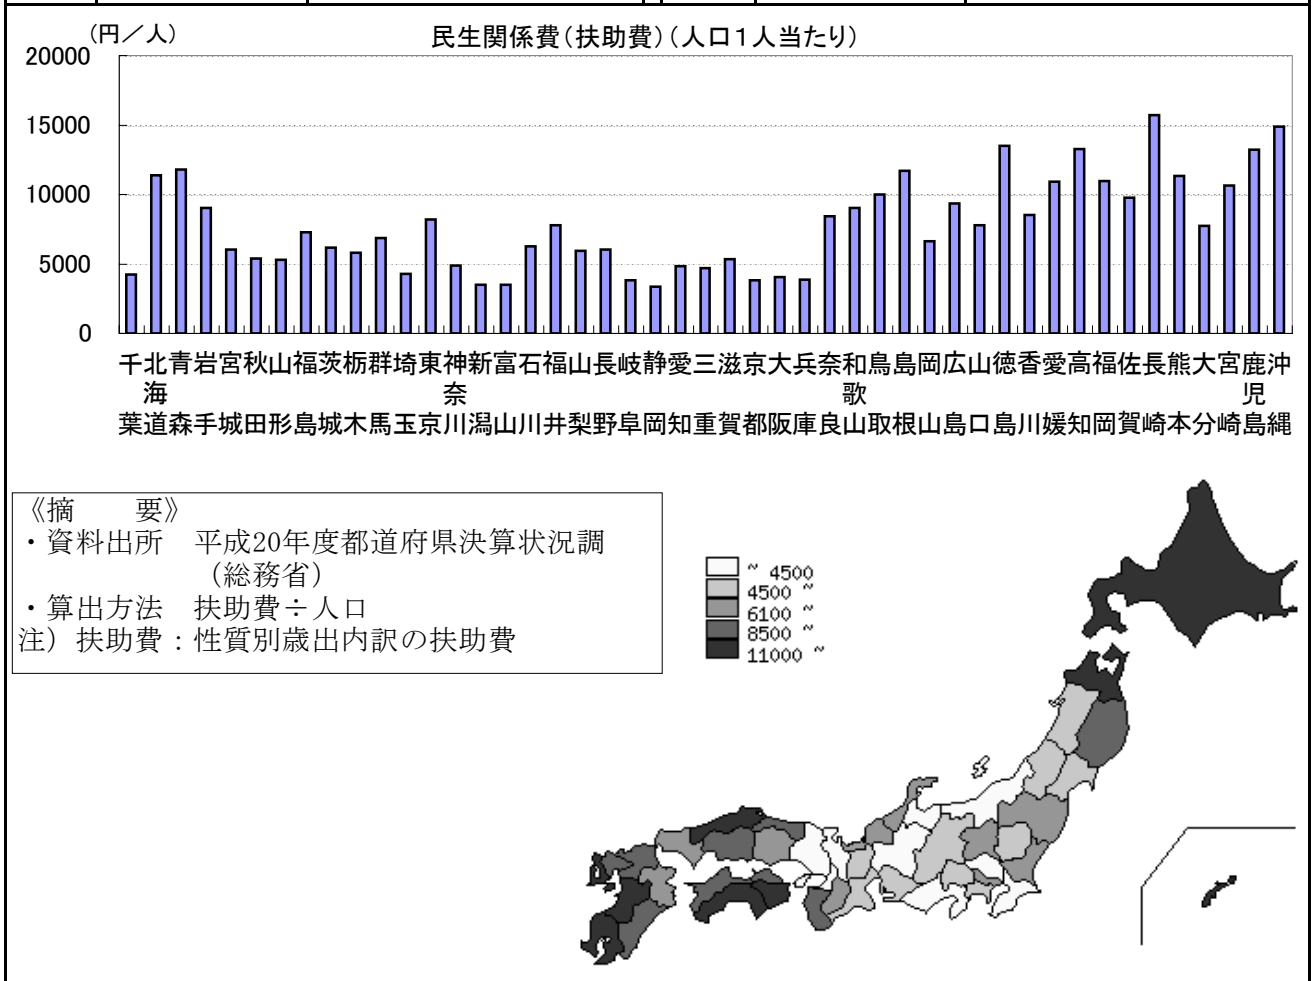 (円／人)
民生関係費(扶助費)(人口１人当たり)
20000
15000
10000
5000
0
千葉 北海道 青森 岩手 宮城 秋田 山形 福島 茨城 栃木 群馬 埼玉 東京 神奈川 新潟 富山 石川 福井 山梨 長野 岐阜 静岡 愛知 三重 滋賀 京都 大阪 兵庫 奈良 和歌山 鳥取 島根 岡山 広島 山口 徳島 香川 愛媛 高知 福岡 佐賀 長崎 熊本 大分 宮崎 鹿児島 沖縄
《摘　　要》
・資料出所　平成20年度都道府県決算状況調
（総務省）
・算出方法　扶助費÷人口
注）扶助費：性質別歳出内訳の扶助費
~ 4500
4500 ~
6100 ~
8500 ~
11000 ~